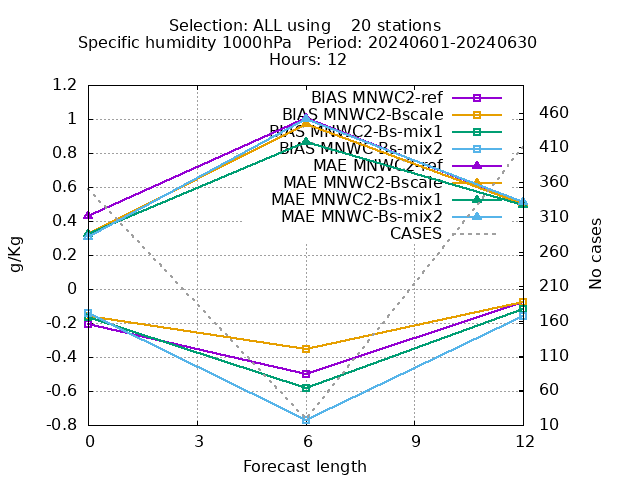 Selection: ALL using    20 stations
Specific humidity 1000hPa   Period: 20240601-20240630
Hours: 12
1.2
1
0.8
0.6
0.4
0.2
0
-0.2
-0.4
-0.6
-0.8
g/Kg
BIAS MNWC2-ref
BIAS MNWC2-Bscale
BIAS MNWC2-Bs-mix1
BIAS MNWC-Bs-mix2
MAE MNWC2-ref
MAE MNWC2-Bscale
MAE MNWC2-Bs-mix1
MAE MNWC-Bs-mix2
CASES
460
410
360
310
260
210
160
110
60
10
No cases
0 3 6 9 12
Forecast length